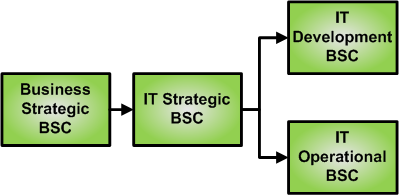 Business
Strategic
BSC
IT Strategic
BSC
IT
Development
BSC
IT
Operational
BSC